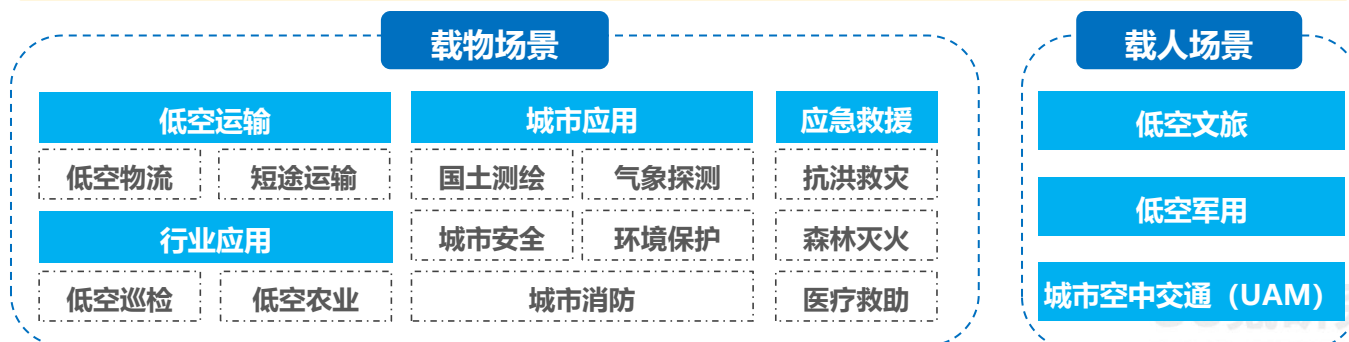 载物场景
低空运输
低空物流
短途运输
行业应用
低空巡检
低空农业
城市应用
国土测绘
气象探测
城市安全
环境保护
城市消防
应急救援
抗洪救灾
森林灭火
医疗救助
载人场景
低空文旅
低空军用
城市空中交通（UAM）